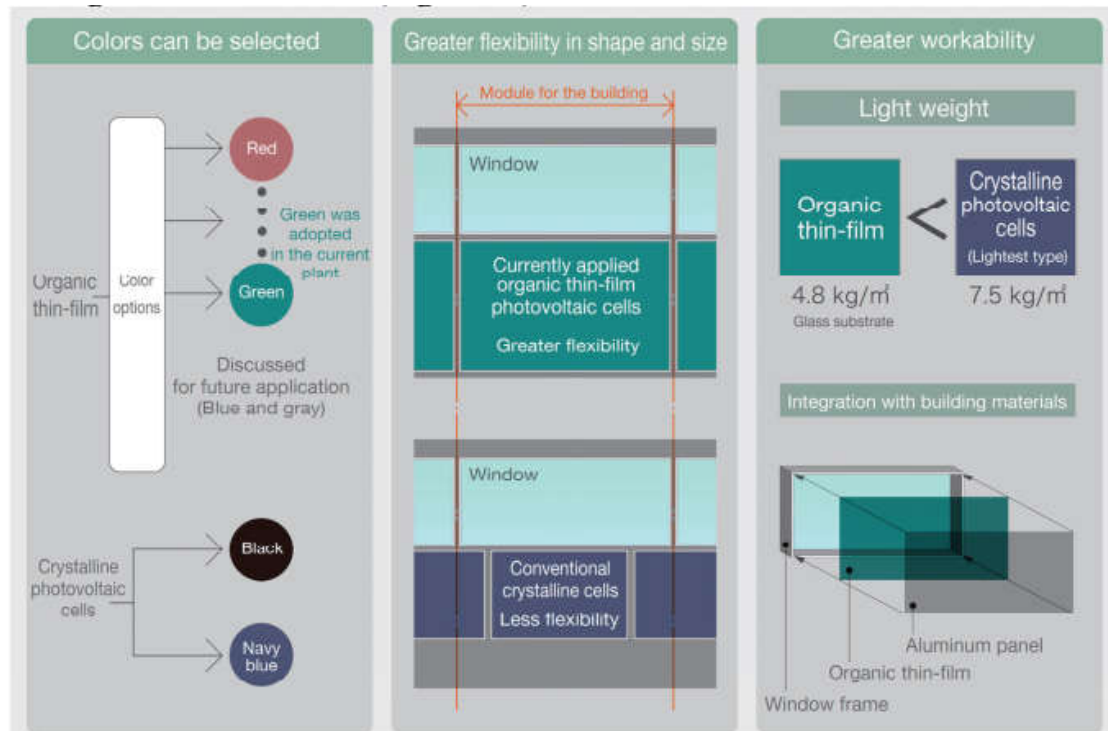 Colors can be selected
Organic
thin-film
Color
options
Red
Green was
adopted
in the current
plant
Green
Discussed
for future application
(Blue and gray)
Crystalline
photovoltaic
cells
Black
Navy
blue
Greater flexibility in shape and size
Module for the building
Window
Currently applied
organic thin-film
photovoltaic cells
Greater flexibility
Window
Conventional
crystalline cells
Less flexibility
Greater workability
Light weight
Organic
thin-film
<
Crystalline
photovoltaic
cells
(Lightest type)
4.8 kg/㎡
Glass substrate
7.5 kg/㎡
Integration with building materials
Aluminum panel
Organic thin-film
Window frame